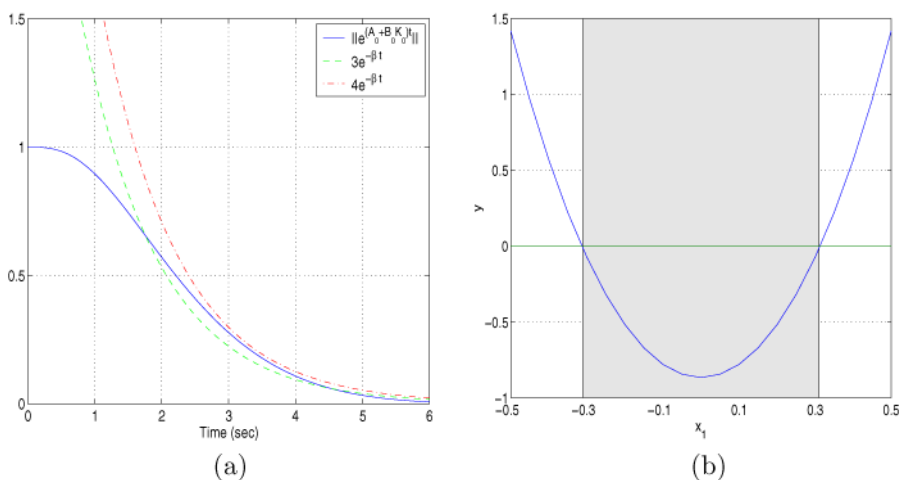 1.5
1
0.5
0
0 1 2 3 4 5 6
Time (sec)
||e^(A_0+B_0K_0)t||
3e^-βt
4e^-βt
(a)
1.5
1
0.5
0
−0.5
−1
−0.5 −0.3 −0.1 0.1 0.3 0.5
y
x_1
(b)